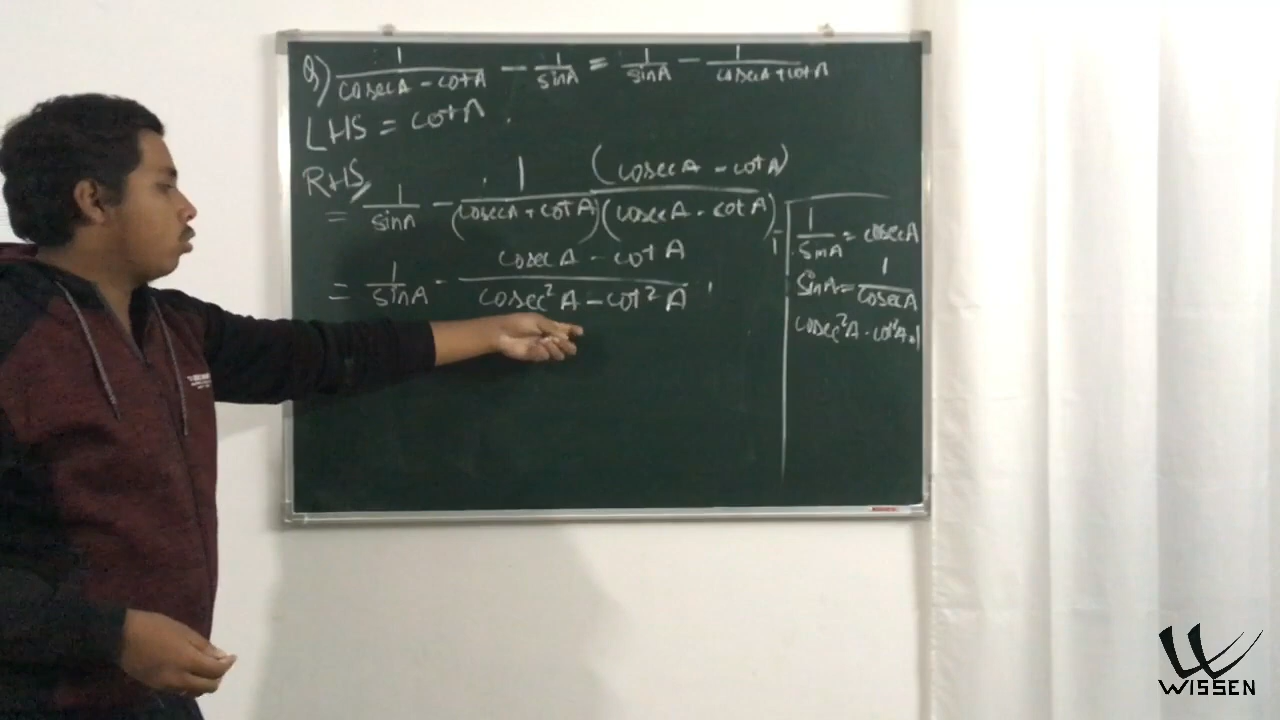 Q) 1/(cosecA - cotA) - 1/sinA = 1/sinA - 1/(cosecA + cotA)
LHS = cotA .
RHS
= 1/sinA - 1/(cosecA + cotA) (cosecA - cotA)/(cosecA - cotA)
= 1/sinA - (cosecA - cotA)/(cosec²A - cot²A)
1/sinA = cosecA
sinA = 1/cosecA
cosec²A - cot²A = 1
WISSEN